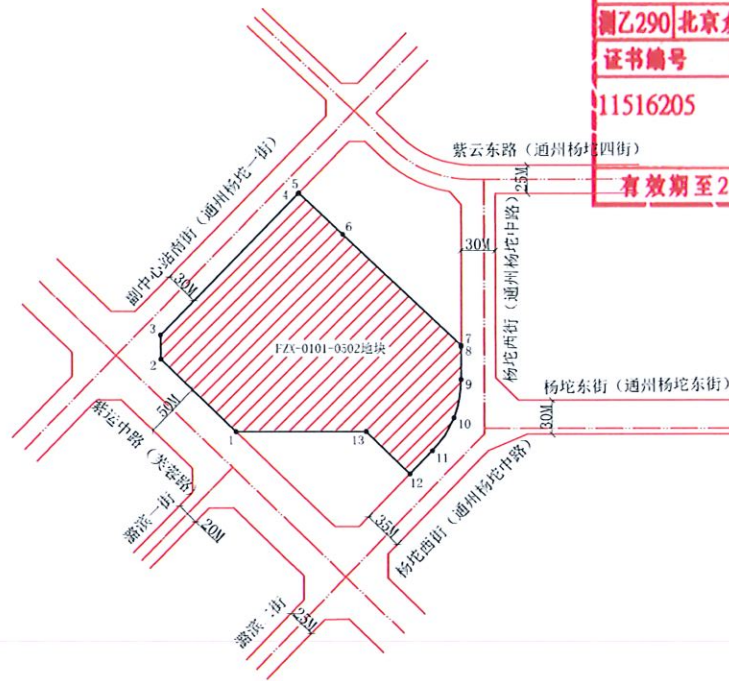 测乙290 北京
证书编号
11516205
有效期至2
紫云东路（通州杨坨四街）
25M
副中心站南街（通州杨坨一街）
30M
30M
杨坨西街（通州杨坨中路）
5
4
6
3
2
7
8
9
10
11
12
13
1
FZX-0101-0502地块
杨坨东街（通州杨坨东街）
30M
紫运中路（芙蓉路）
50M
潞滨一街
20M
35M
杨坨西街（通州杨坨中路）
潞滨二街
25M